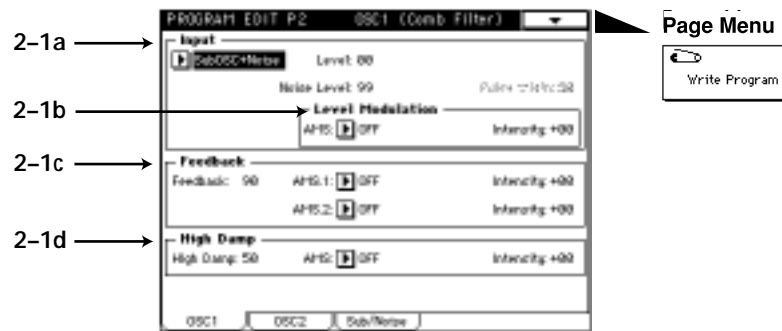 PROGRAM EDIT P2 OSC1 (Comb Filter)
Page Menu
Write Program
2–1a
Input
SubOSC+Noise Level: 00
Noise Level: 99
2–1b
Level Modulation
AMS: OFF Intensity: +00
2–1c
Feedback
Feedback: 90 AMS.1: OFF Intensity: +00
AMS.2: OFF Intensity: +00
2–1d
High Damp
High Damp: 50 AMS: OFF Intensity: +00
OSC1 OSC2 Sub/Noise